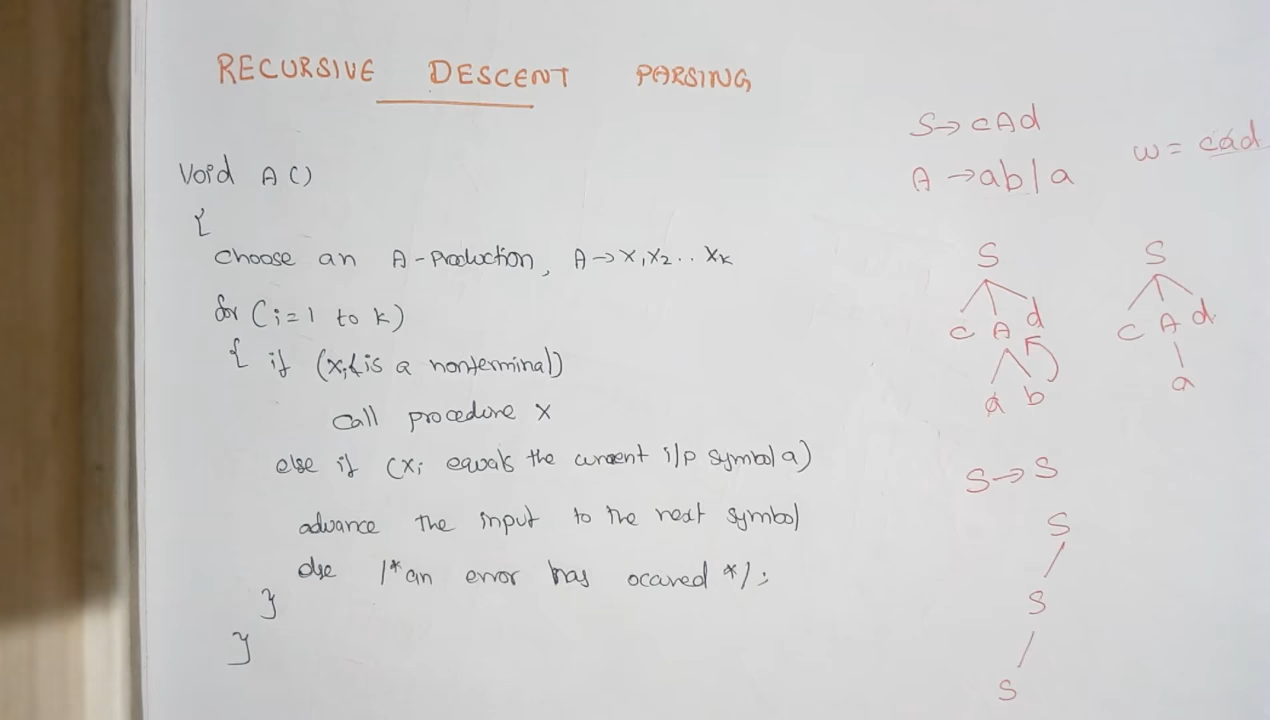 RECURSIVE DESCENT PARSING
Void A()
{
choose an A-Production, A→X1X2..Xk
for (i=1 to k)
{ if (xi is a nonterminal)
call procedure X
else if (xi equals the current i/p symbol a)
advance the input to the next symbol
else /*an error has occured */;
}
}
S→cAd
A→ab|a
w = cad
S
c A d
a b
S
c A d
a
S→S
S
S
S